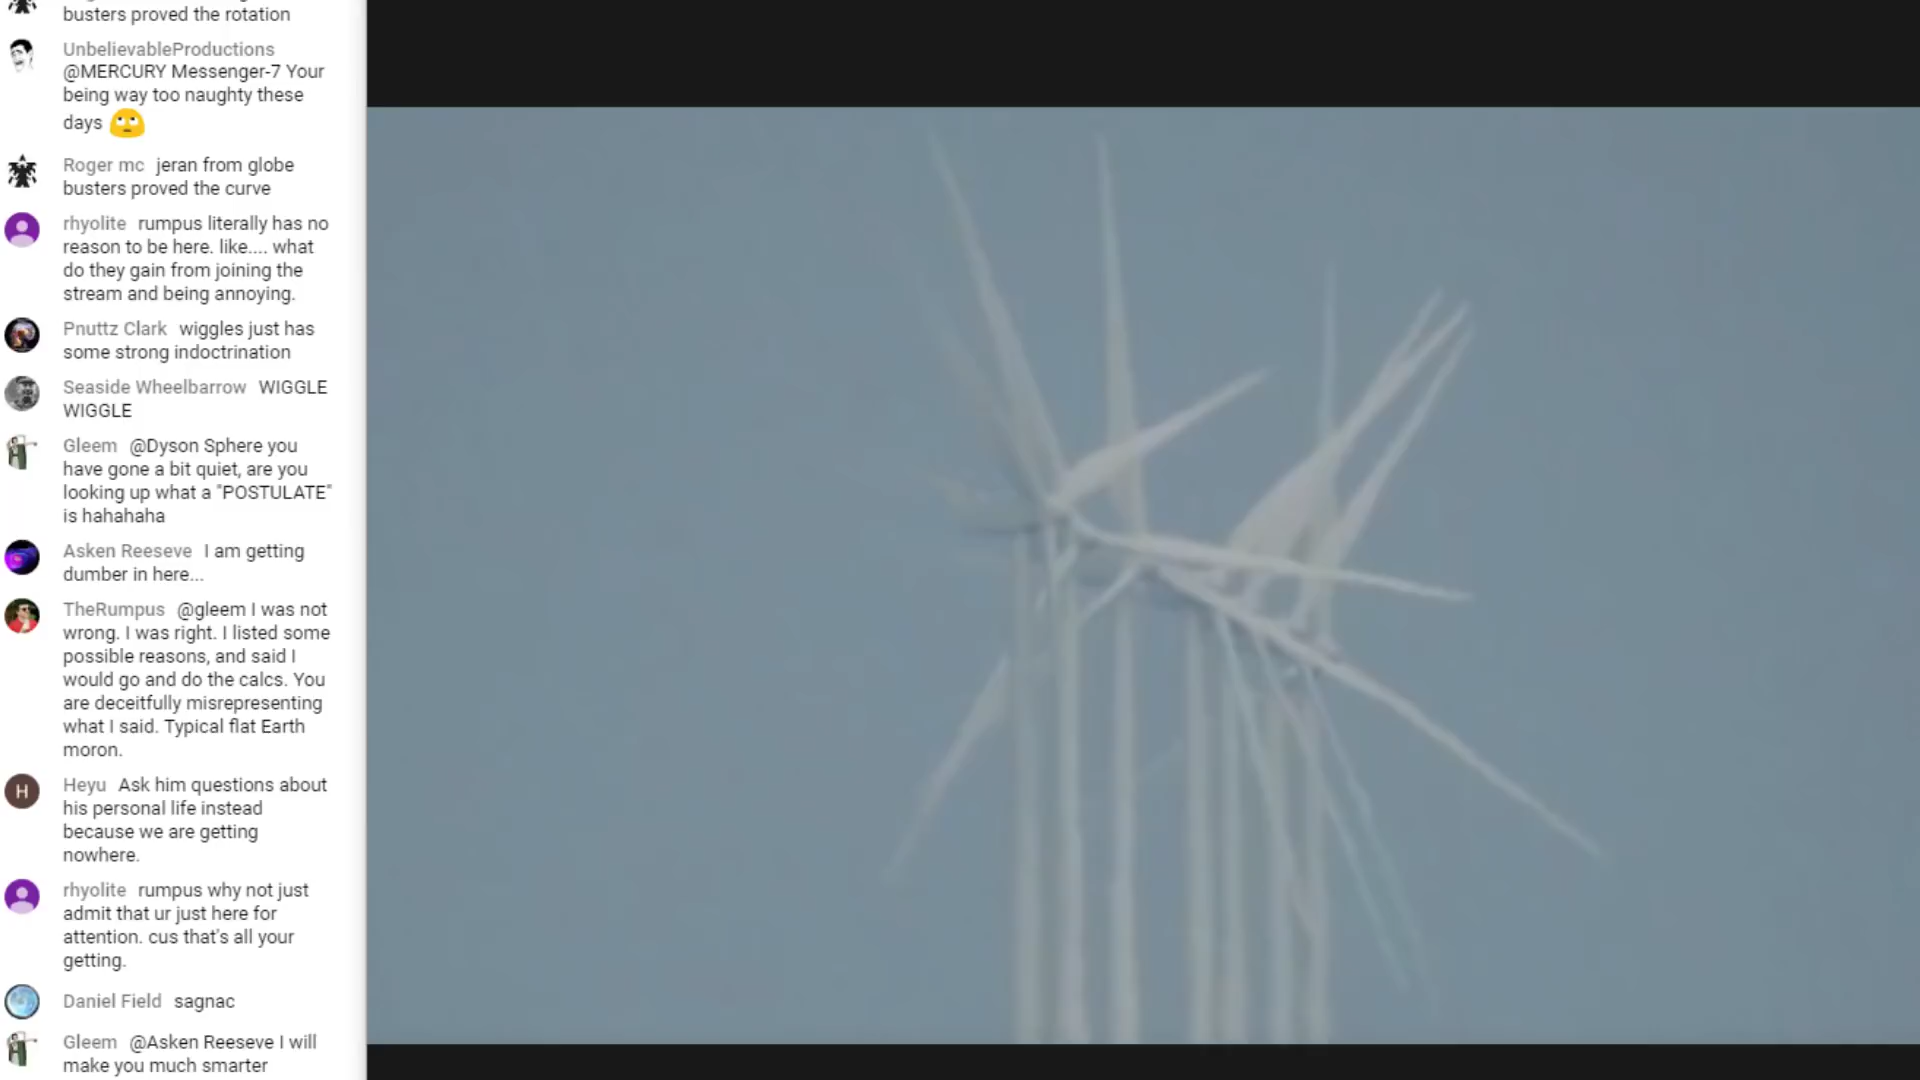 busters proved the rotation
UnbelievableProductions
@MERCURY Messenger-7 Your
being way too naughty these
days
Roger mc jeran from globe
busters proved the curve
rhyolite rumpus literally has no
reason to be here. like.... what
do they gain from joining the
stream and being annoying.
Pnuttz Clark wiggles just has
some strong indoctrination
Seaside Wheelbarrow WIGGLE
WIGGLE
Gleem @Dyson Sphere you
have gone a bit quiet, are you
looking up what a "POSTULATE"
is hahahaha
Asken Reeseve I am getting
dumber in here...
TheRumpus @gleem I was not
wrong. I was right. I listed some
possible reasons, and said I
would go and do the calcs. You
are deceitfully misrepresenting
what I said. Typical flat Earth
moron.
H
Heyu Ask him questions about
his personal life instead
because we are getting
nowhere.
rhyolite rumpus why not just
admit that ur just here for
attention. cus that's all your
getting.
Daniel Field sagnac
Gleem @Asken Reeseve I will
make you much smarter